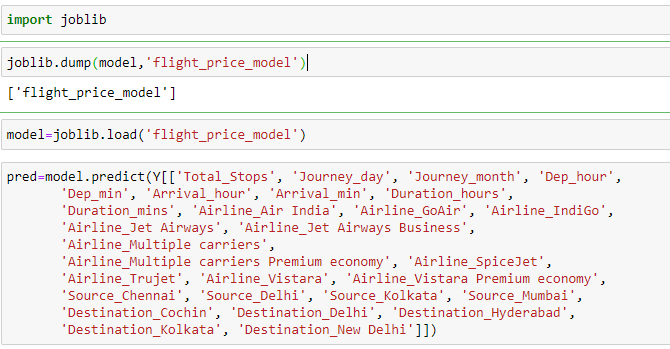 import joblib
joblib.dump(model,'flight_price_model')
['flight_price_model']
model=joblib.load('flight_price_model')
pred=model.predict(Y[['Total_Stops', 'Journey_day', 'Journey_month', 'Dep_hour',
'Dep_min', 'Arrival_hour', 'Arrival_min', 'Duration_hours',
'Duration_mins', 'Airline_Air India', 'Airline_GoAir', 'Airline_IndiGo',
'Airline_Jet Airways', 'Airline_Jet Airways Business',
'Airline_Multiple carriers',
'Airline_Multiple carriers Premium economy', 'Airline_SpiceJet',
'Airline_Trujet', 'Airline_Vistara', 'Airline_Vistara Premium economy',
'Source_Chennai', 'Source_Delhi', 'Source_Kolkata', 'Source_Mumbai',
'Destination_Cochin', 'Destination_Delhi', 'Destination_Hyderabad',
'Destination_Kolkata', 'Destination_New Delhi']])